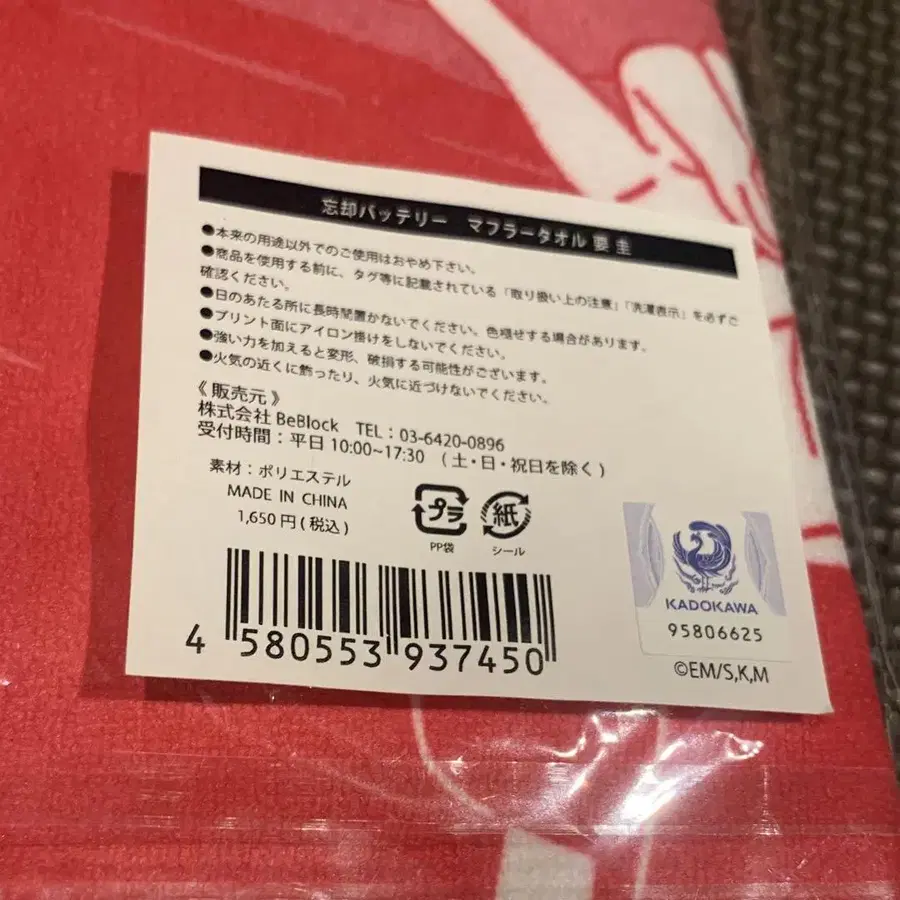 忘却バッテリー　マフラータオル 要 圭
●本来の用途以外でのご使用はおやめ下さい。
●商品を使用する前に、タグ等に記載されている「取り扱い上の注意」「洗濯表示」を必ずご
確認ください。
●日のあたる所に長時間置かないでください。色褪せする場合があります。
●プリント面にアイロン掛けをしないでください。
●強い力を加えると変形、破損する可能性がございます。
●火気の近くに飾ったり、火気に近づけないでください。
《 販売元 》
株式会社 BeBlock　TEL：03-6420-0896
受付時間：平日 10:00~17:30　( 土・日・祝日を除く )
素材：ポリエステル
MADE IN CHINA
1,650 円 ( 税込 )
プラ
PP袋
紙
シール
4 580553 937450
KADOKAWA
95806625
©EM/S,K,M